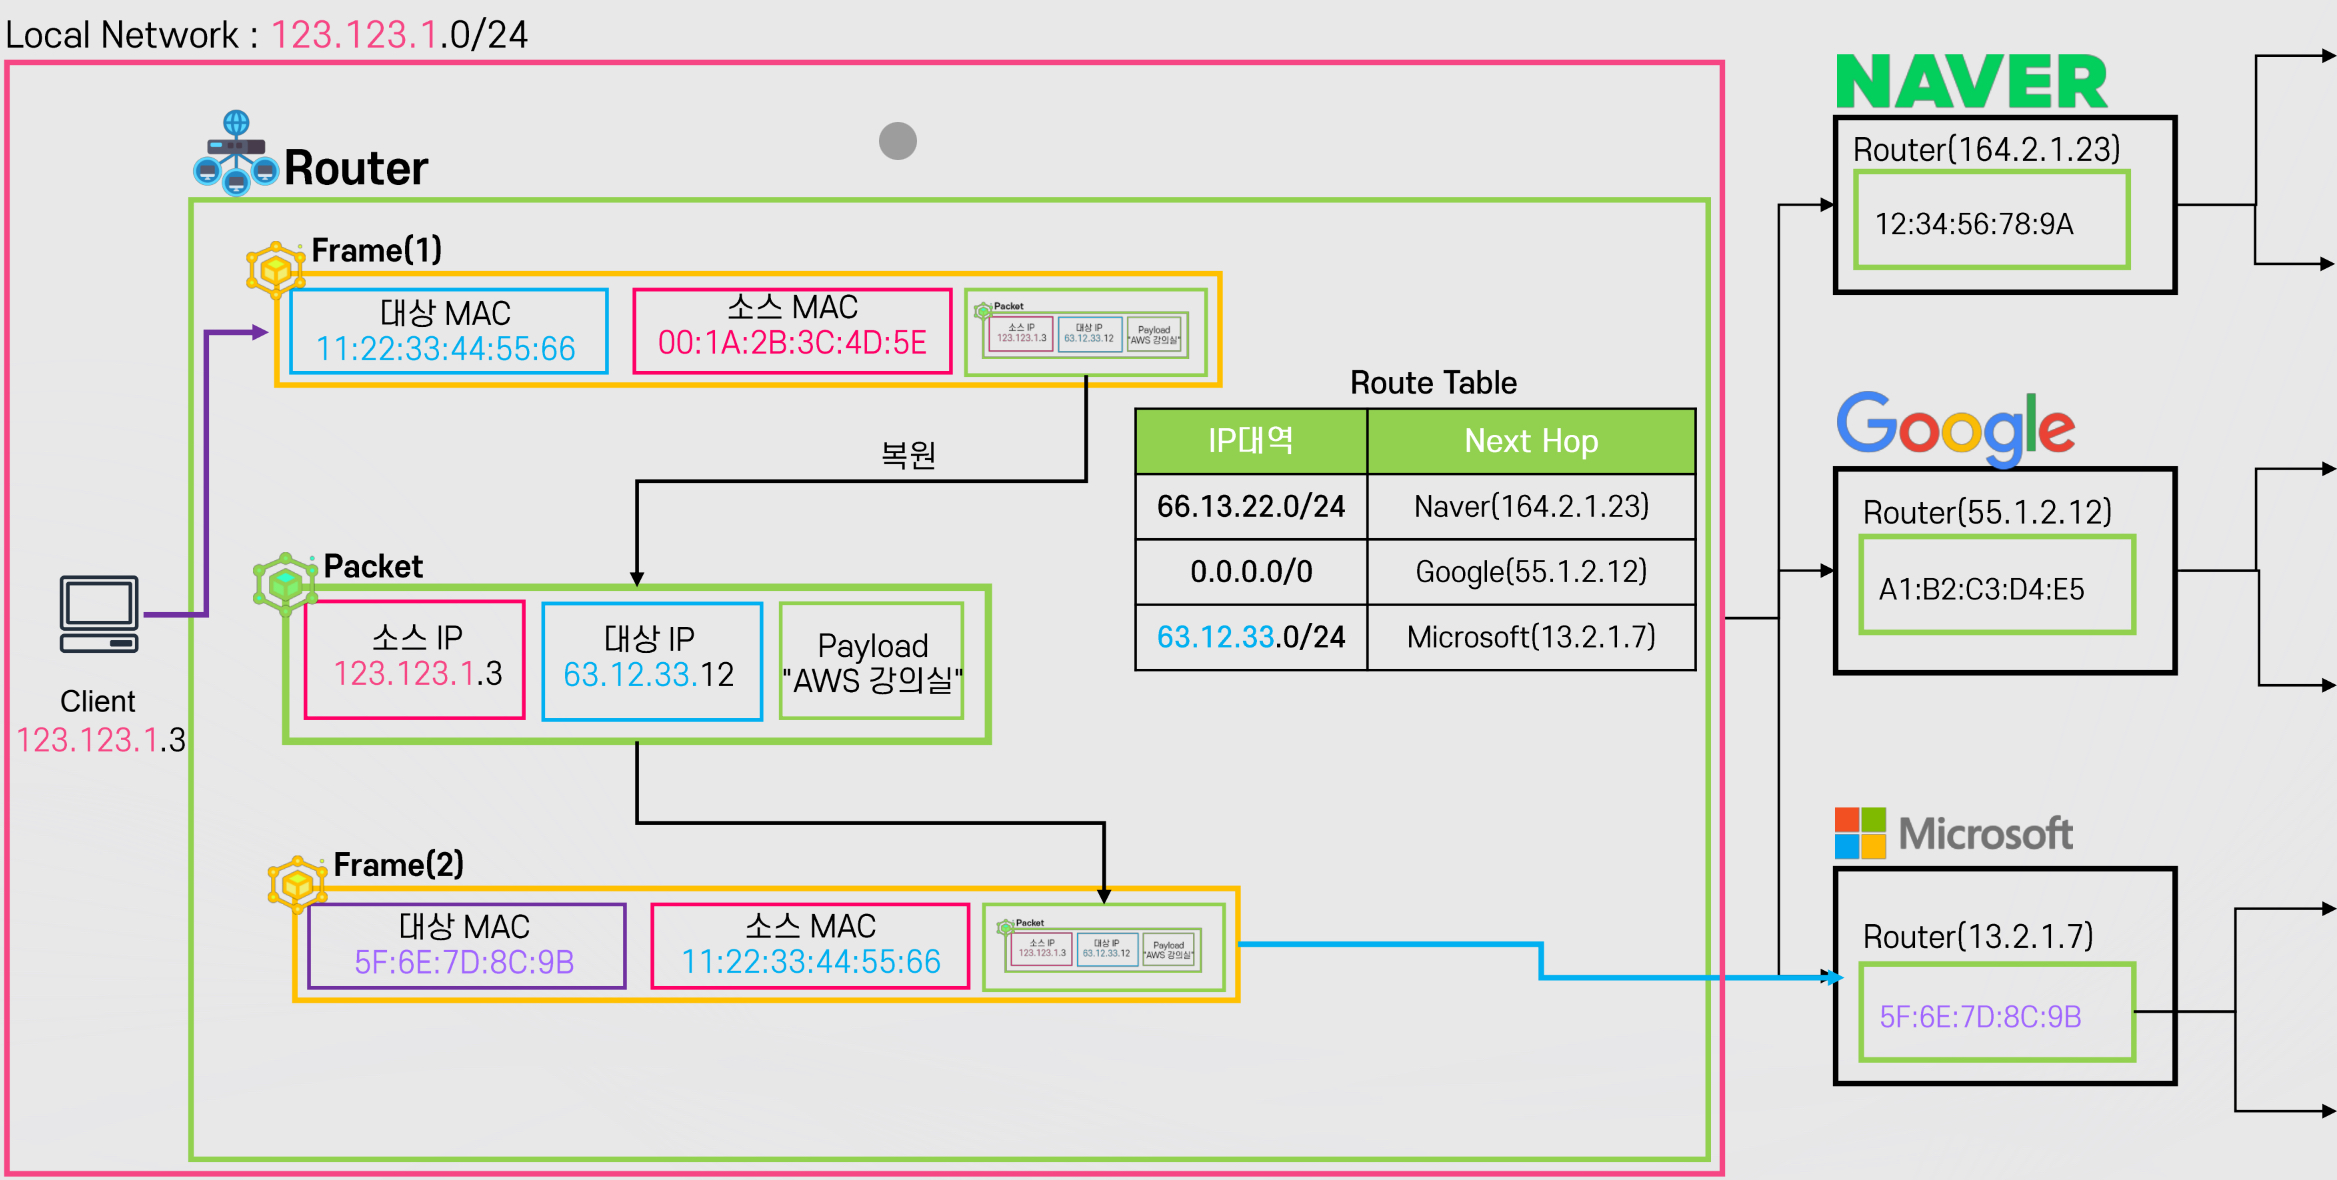 Local Network : 123.123.1.0/24
Router
Frame(1)
대상 MAC
11:22:33:44:55:66
소스 MAC
00:1A:2B:3C:4D:5E
Packet
소스 IP
123.123.1.3
대상 IP
63.12.33.12
Payload
"AWS 강의실"
복원
Route Table
IP대역 Next Hop
66.13.22.0/24 Naver(164.2.1.23)
0.0.0.0/0 Google(55.1.2.12)
63.12.33.0/24 Microsoft(13.2.1.7)
Packet
소스 IP
123.123.1.3
대상 IP
63.12.33.12
Payload
"AWS 강의실"
Client
123.123.1.3
Frame(2)
대상 MAC
5F:6E:7D:8C:9B
소스 MAC
11:22:33:44:55:66
Packet
소스 IP
123.123.1.3
대상 IP
63.12.33.12
Payload
"AWS 강의실"
NAVER
Router(164.2.1.23)
12:34:56:78:9A
Google
Router(55.1.2.12)
A1:B2:C3:D4:E5
Microsoft
Router(13.2.1.7)
5F:6E:7D:8C:9B